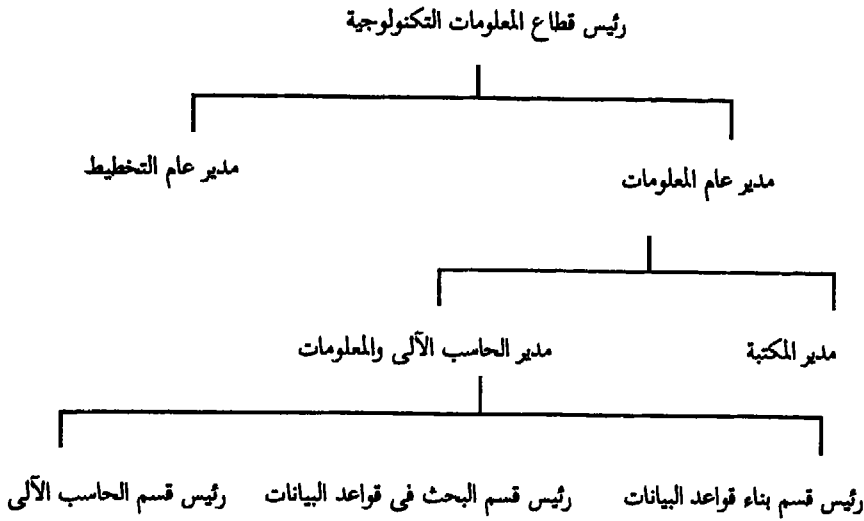 رئيس قطاع المعلومات التكنولوجية
مدير عام المعلومات
مدير عام التخطيط
مدير المكتبة
مدير الحاسب الآلى والمعلومات
رئيس قسم بناء قواعد البيانات
رئيس قسم البحث فى قواعد البيانات
رئيس قسم الحاسب الآلى